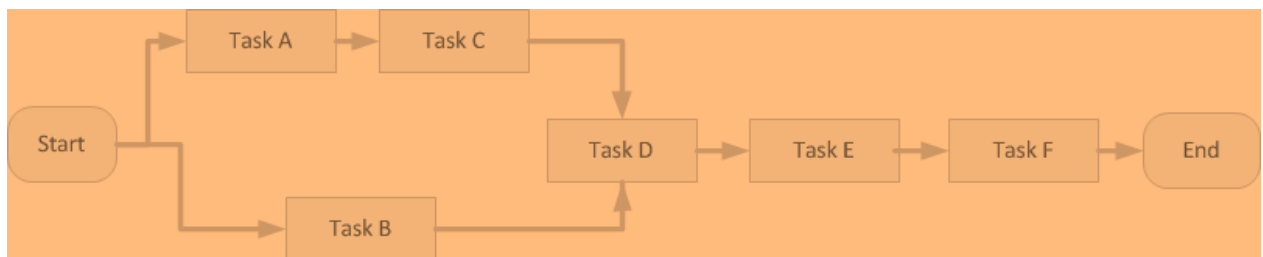 Task A
Task C
Start
Task D
Task E
Task F
End
Task B